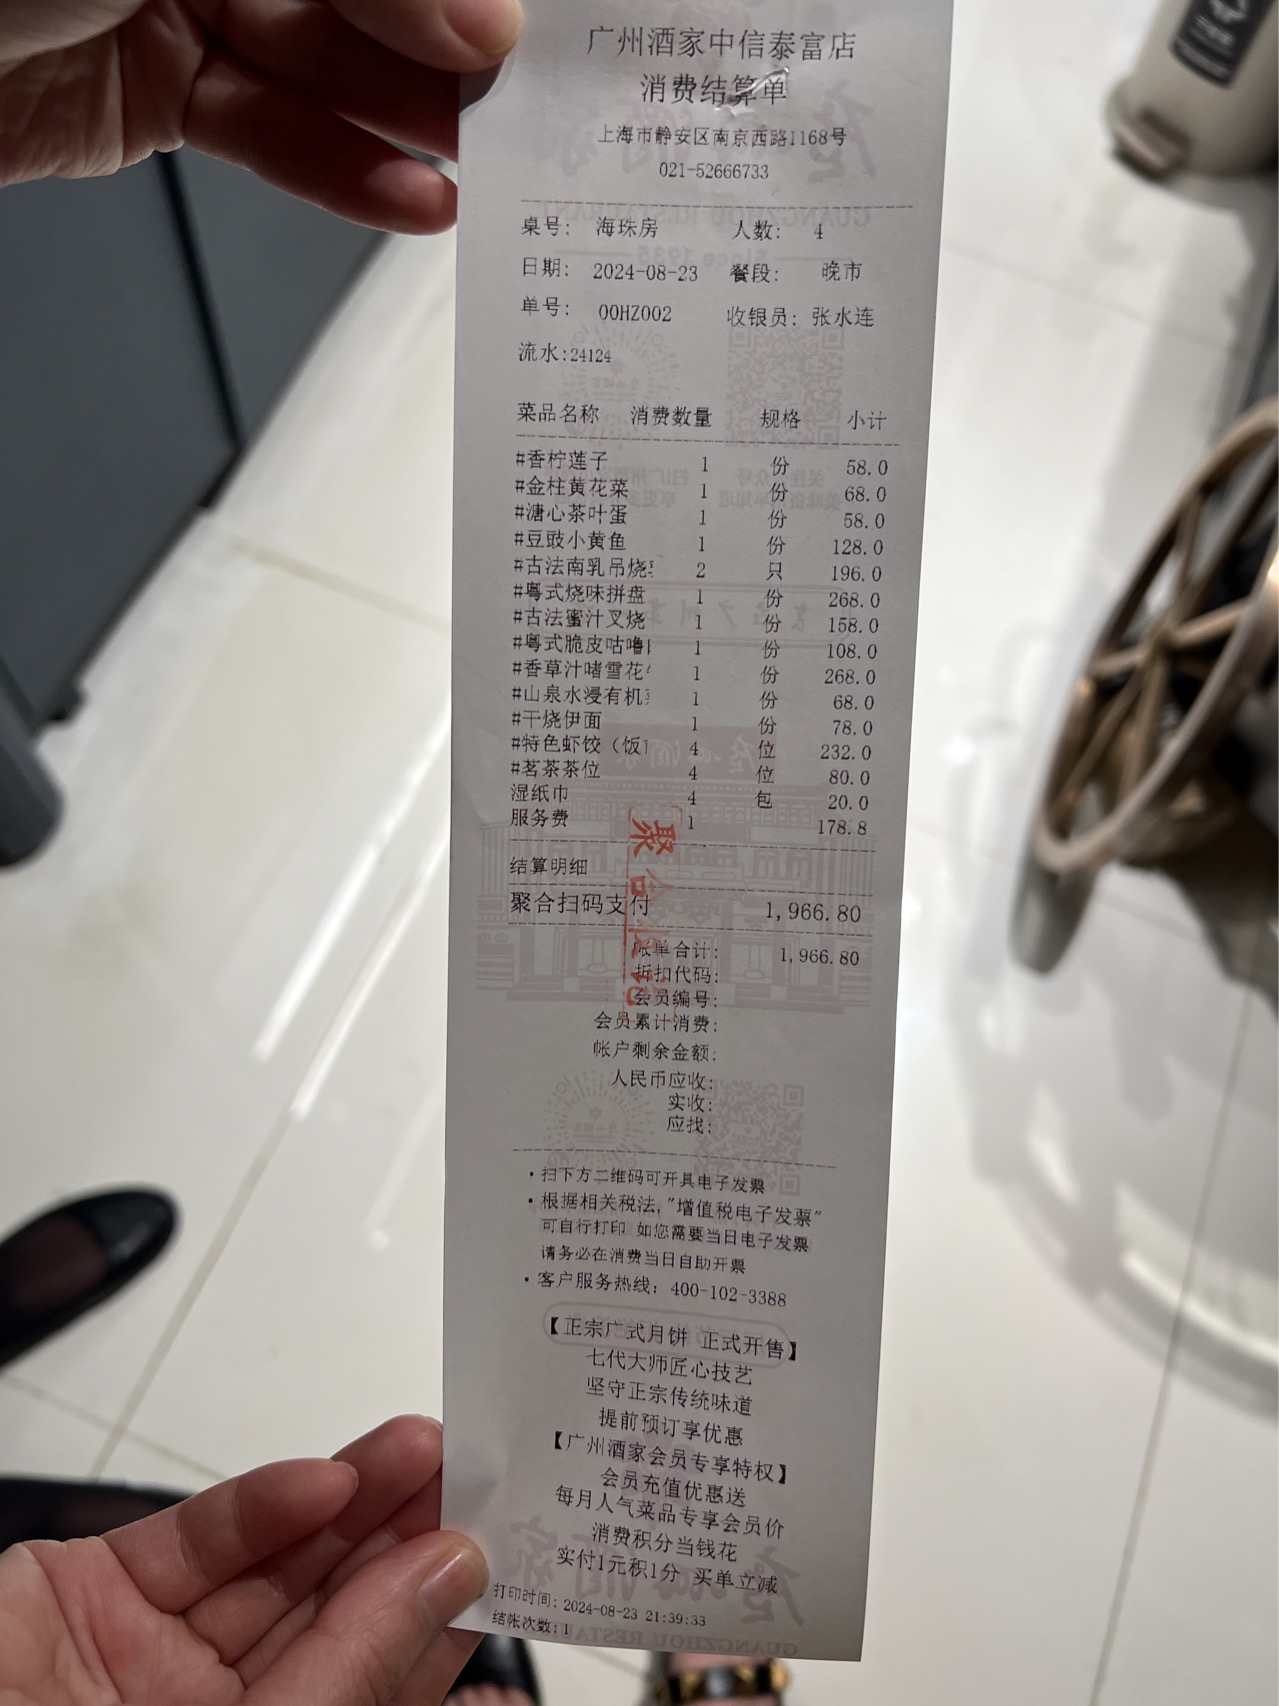 广州酒家中信泰富店
消费结算单
上海市静安区南京西路1168号
021-52666733
桌号: 海珠房 人数: 4
日期: 2024-08-23 餐段: 晚市
单号: 00HZ002 收银员: 张水连
流水:24124
菜品名称 消费数量 规格 小计
#香柠莲子 1 份 58.0
#金柱黄花菜 1 份 68.0
#溏心茶叶蛋 1 份 58.0
#豆豉小黄鱼 1 份 128.0
#古法南乳吊烧 2 只 196.0
#粤式烧味拼盘 1 份 268.0
#古法蜜汁叉烧 1 份 158.0
#粤式脆皮咕噜 1 份 108.0
#香草汁啫雪花 1 份 268.0
#山泉水浸有机 1 份 68.0
#干烧伊面 1 份 78.0
#特色虾饺（饭 4 位 232.0
#茗茶茶位 4 位 80.0
湿纸巾 4 包 20.0
服务费 1 178.8
结算明细
聚合扫码支付 1,966.80
帐单合计: 1,966.80
折扣代码:
会员编号:
会员累计消费:
帐户剩余金额:
人民币应收:
实收:
应找:
·扫下方二维码可开具电子发票
·根据相关税法,"增值税电子发票"
可自行打印 如您需要当日电子发票
请务必在消费当日自助开票
·客户服务热线: 400-102-3388
【正宗广式月饼 正式开售】
七代大师匠心技艺
坚守正宗传统味道
提前预订享优惠
【广州酒家会员专享特权】
会员充值优惠送
每月人气菜品专享会员价
消费积分当钱花
实付1元积1分 买单立减
打印时间: 2024-08-23 21:39:33
结帐次数: 1